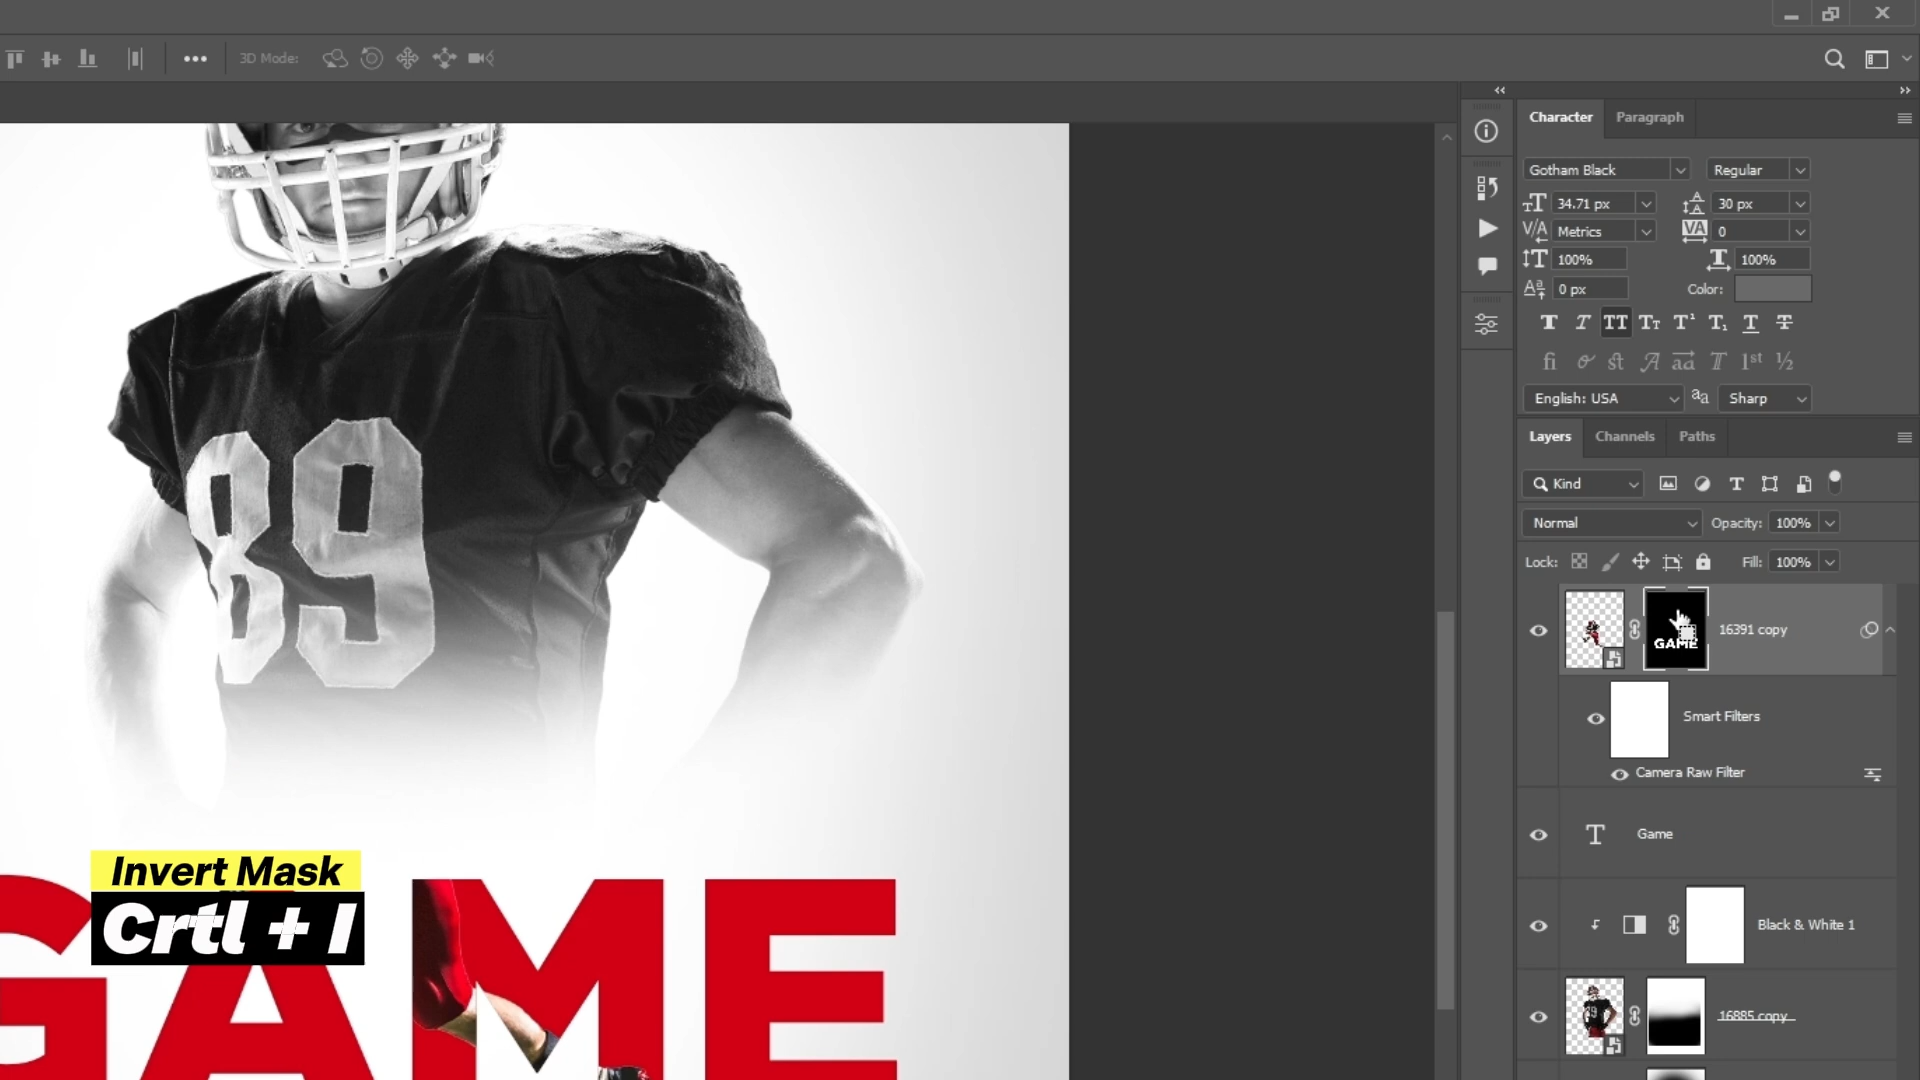 3D Mode:
Character
Paragraph
Gotham Black
Regular
34.71 px
30 px
Metrics
0
100%
100%
0 px
Color:
English: USA
Sharp
Layers
Channels
Paths
Kind
Normal
Opacity: 100%
Lock:
Fill: 100%
GAME
16391 copy
Smart Filters
Camera Raw Filter
Game
Black & White 1
16885 copy
89
Invert Mask
Crtl + I
GAME